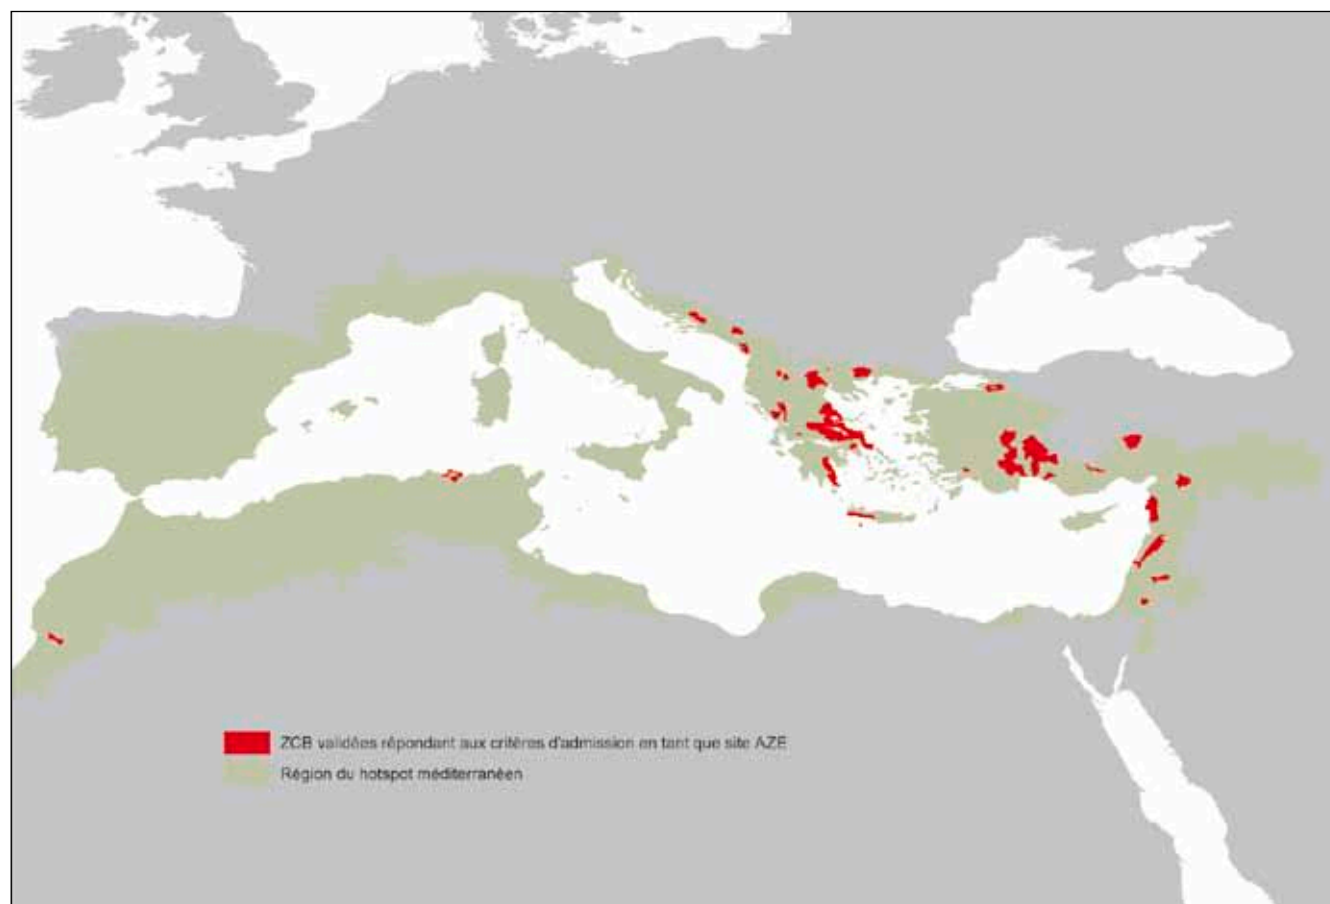 ZCB validées répondant aux critères d'admission en tant que site AZE
Région du hotspot méditerranéen